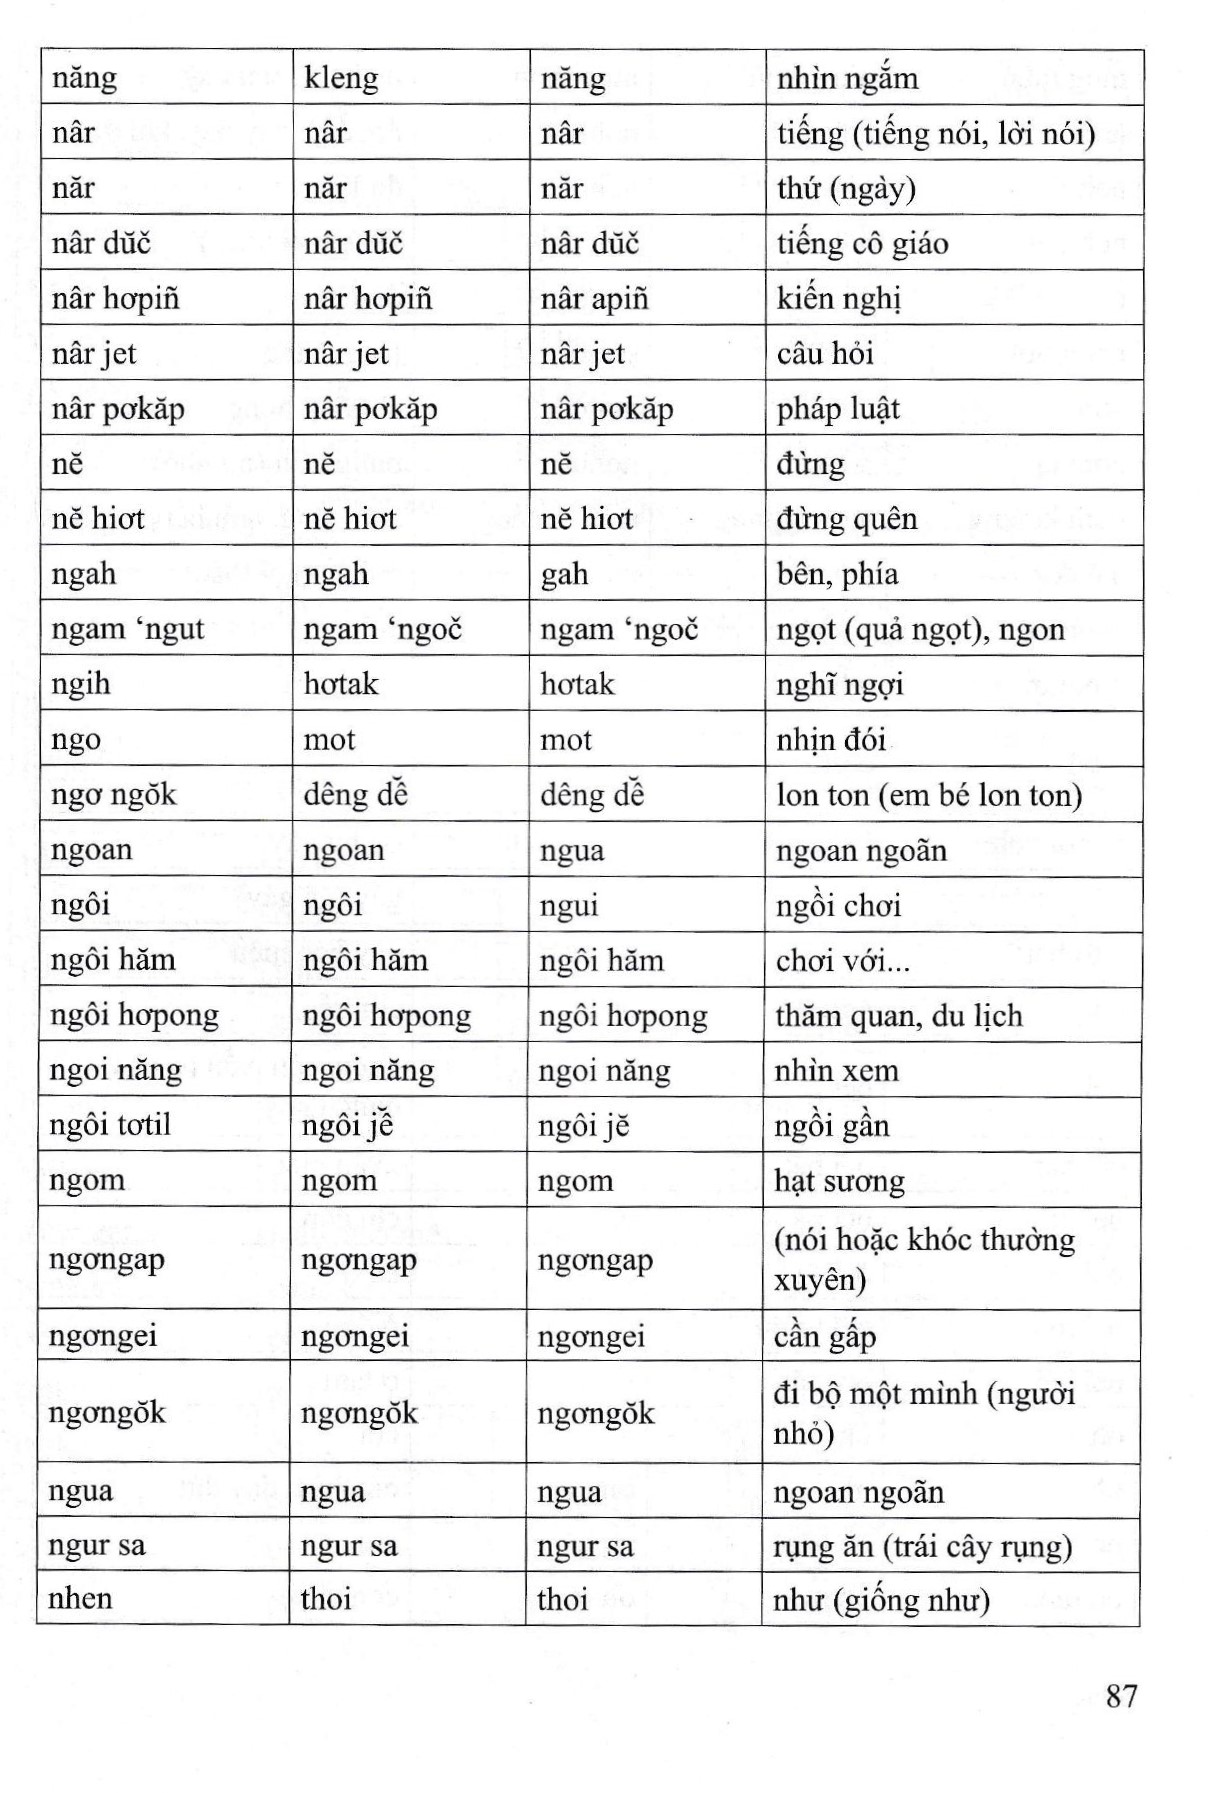 năng kleng năng nhìn ngắm
nâr nâr nâr tiếng (tiếng nói, lời nói)
năr năr năr thứ (ngày)
nâr dŭč nâr dŭč nâr dŭč tiếng cô giáo
nâr hơpiñ nâr hơpiñ nâr apiñ kiến nghị
nâr jet nâr jet nâr jet câu hỏi
nâr pơkăp nâr pơkăp nâr pơkăp pháp luật
nĕ nĕ nĕ đừng
nĕ hiơt nĕ hiơt nĕ hiơt đừng quên
ngah ngah gah bên, phía
ngam ‘ngut ngam ‘ngoč ngam ‘ngoč ngọt (quả ngọt), ngon
ngih hơtak hơtak nghĩ ngợi
ngo mot mot nhịn đói
ngơ ngŏk dêng dê̆ dêng dê̆ lon ton (em bé lon ton)
ngoan ngoan ngua ngoan ngoãn
ngôi ngôi ngui ngồi chơi
ngôi hăm ngôi hăm ngôi hăm chơi với...
ngôi hơpong ngôi hơpong ngôi hơpong thăm quan, du lịch
ngoi năng ngoi năng ngoi năng nhìn xem
ngôi tơtil ngôi jê̆ ngôi jĕ ngồi gần
ngom ngom ngom hạt sương
ngơngap ngơngap ngơngap (nói hoặc khóc thường
xuyên)
ngơngei ngơngei ngơngei cần gấp
ngơngŏk ngơngŏk ngơngŏk đi bộ một mình (người
nhỏ)
ngua ngua ngua ngoan ngoãn
ngur sa ngur sa ngur sa rụng ăn (trái cây rụng)
nhen thoi thoi như (giống như)
87